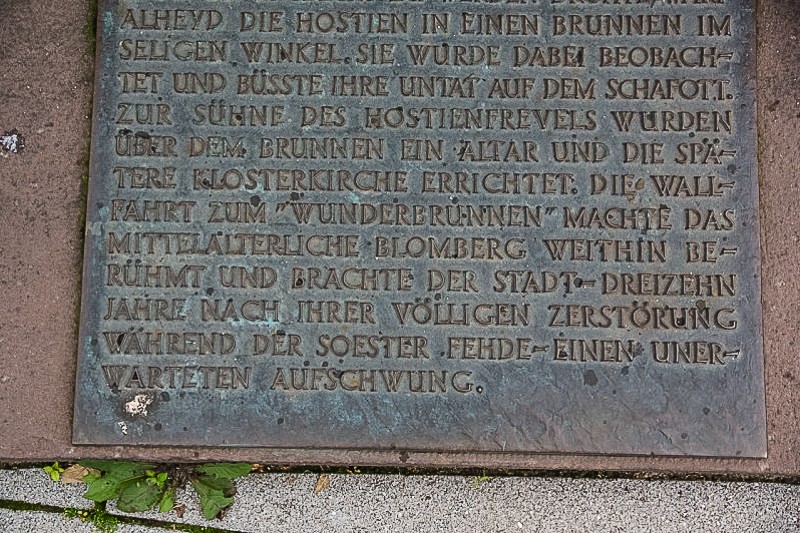 ALHEYD DIE HOSTIEN IN EINEN BRUNNEN IM
SELIGEN WINKEL. SIE WURDE DABEI BEOBACH-
TET UND BÜSSTE IHRE UNTAT AUF DEM SCHAFOTT.
ZUR SÜHNE DES HOSTIENFREVELS WURDEN
ÜBER DEM BRUNNEN EIN ALTAR UND DIE SPÄ-
TERE KLOSTERKIRCHE ERRICHTET. DIE WALL-
FAHRT ZUM "WUNDERBRUNNEN" MACHTE DAS
MITTELALTERLICHE BLOMBERG WEITHIN BE-
RÜHMT UND BRACHTE DER STADT-DREIZEHN
JAHRE NACH IHRER VÖLLIGEN ZERSTÖRUNG
WÄHREND DER SOESTER FEHDE-EINEN UNER-
WARTETEN AUFSCHWUNG.